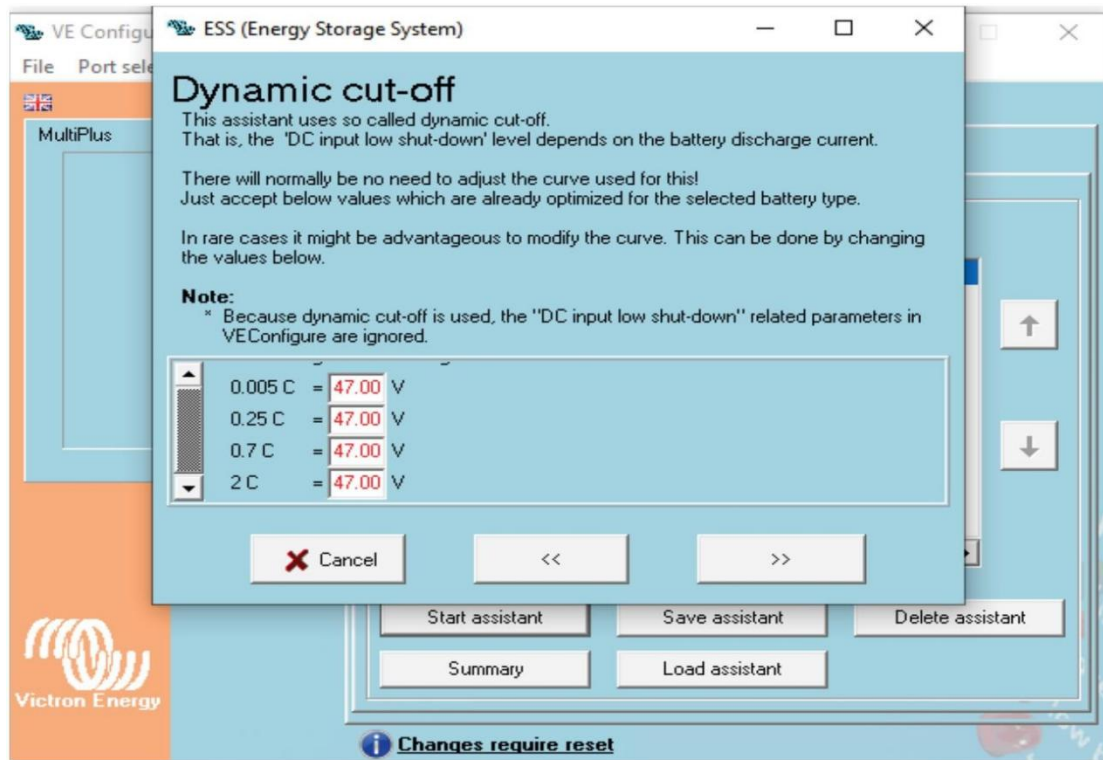 VE Configu
File Port sele
MultiPlus
ESS (Energy Storage System)
Dynamic cut-off
This assistant uses so called dynamic cut-off.
That is, the 'DC input low shut-down' level depends on the battery discharge current.
There will normally be no need to adjust the curve used for this!
Just accept below values which are already optimized for the selected battery type.
In rare cases it might be advantageous to modify the curve. This can be done by changing
the values below.
Note:
* Because dynamic cut-off is used, the "DC input low shut-down" related parameters in
VEConfigure are ignored.
0.005 C = 47.00 V
0.25 C = 47.00 V
0.7 C = 47.00 V
2 C = 47.00 V
Cancel << >>
Start assistant Save assistant Delete assistant
Summary Load assistant
Victron Energy
Changes require reset